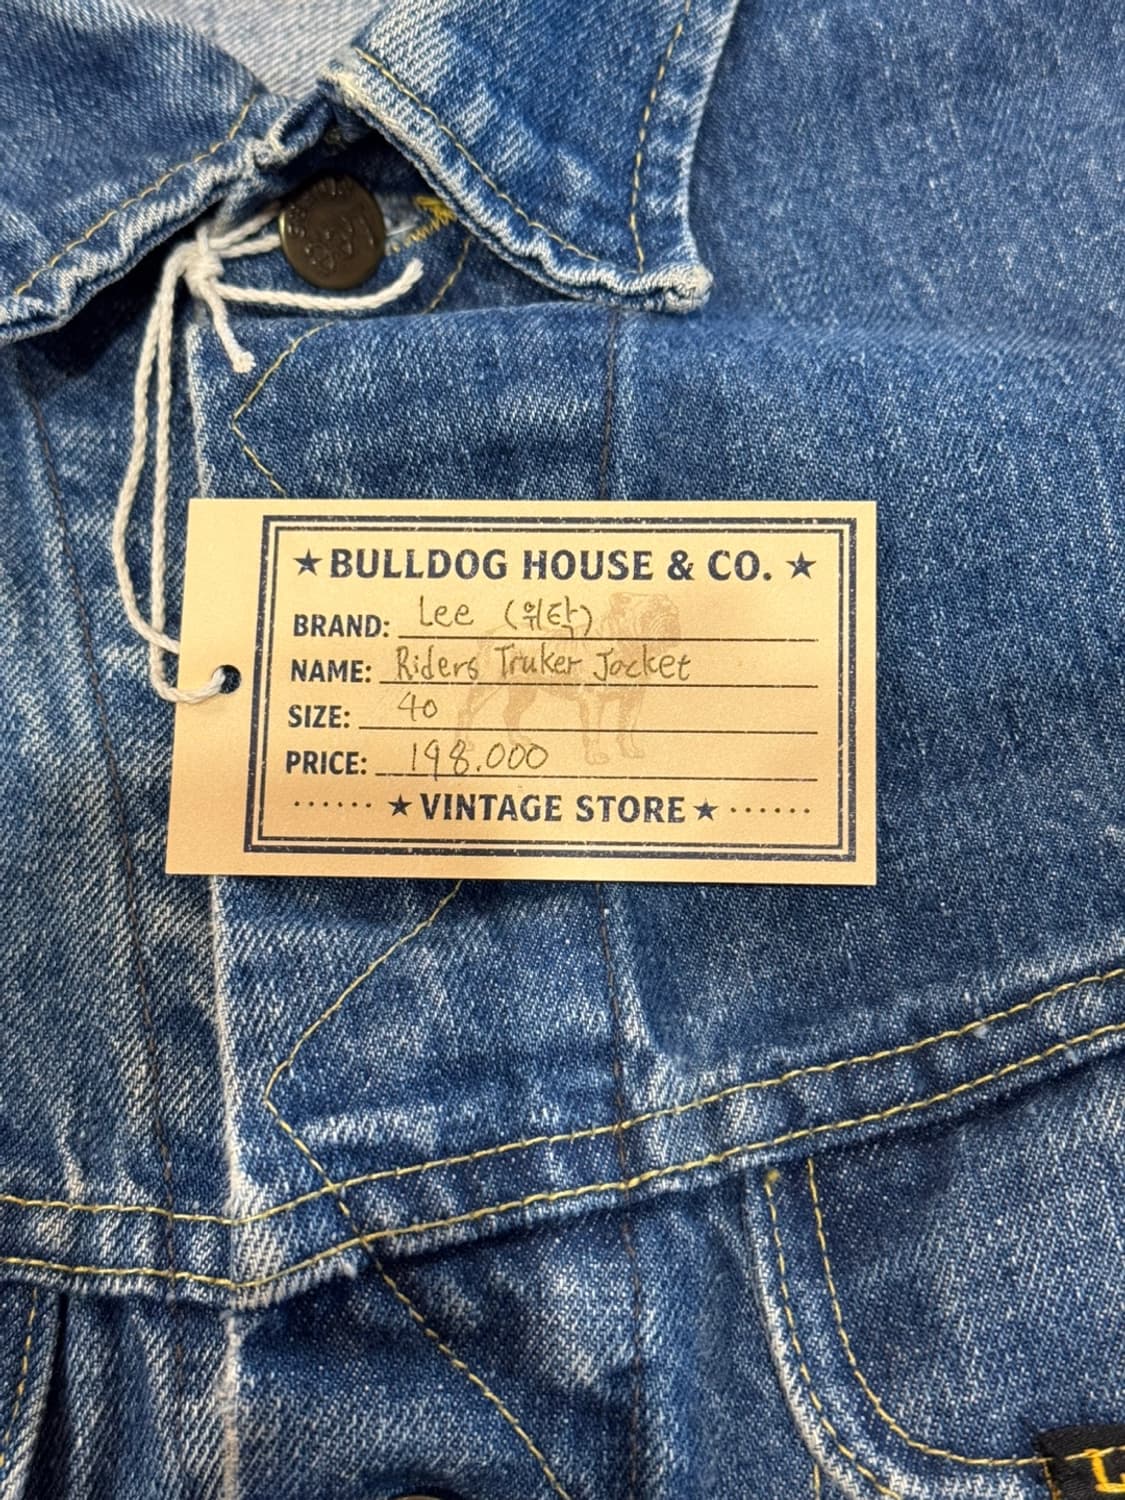 ★BULLDOG HOUSE & CO. ★
BRAND: Lee (위탁)
NAME: Riders Truker Jacket
SIZE: 40
PRICE: 198.000
······ ★VINTAGE STORE★ ······